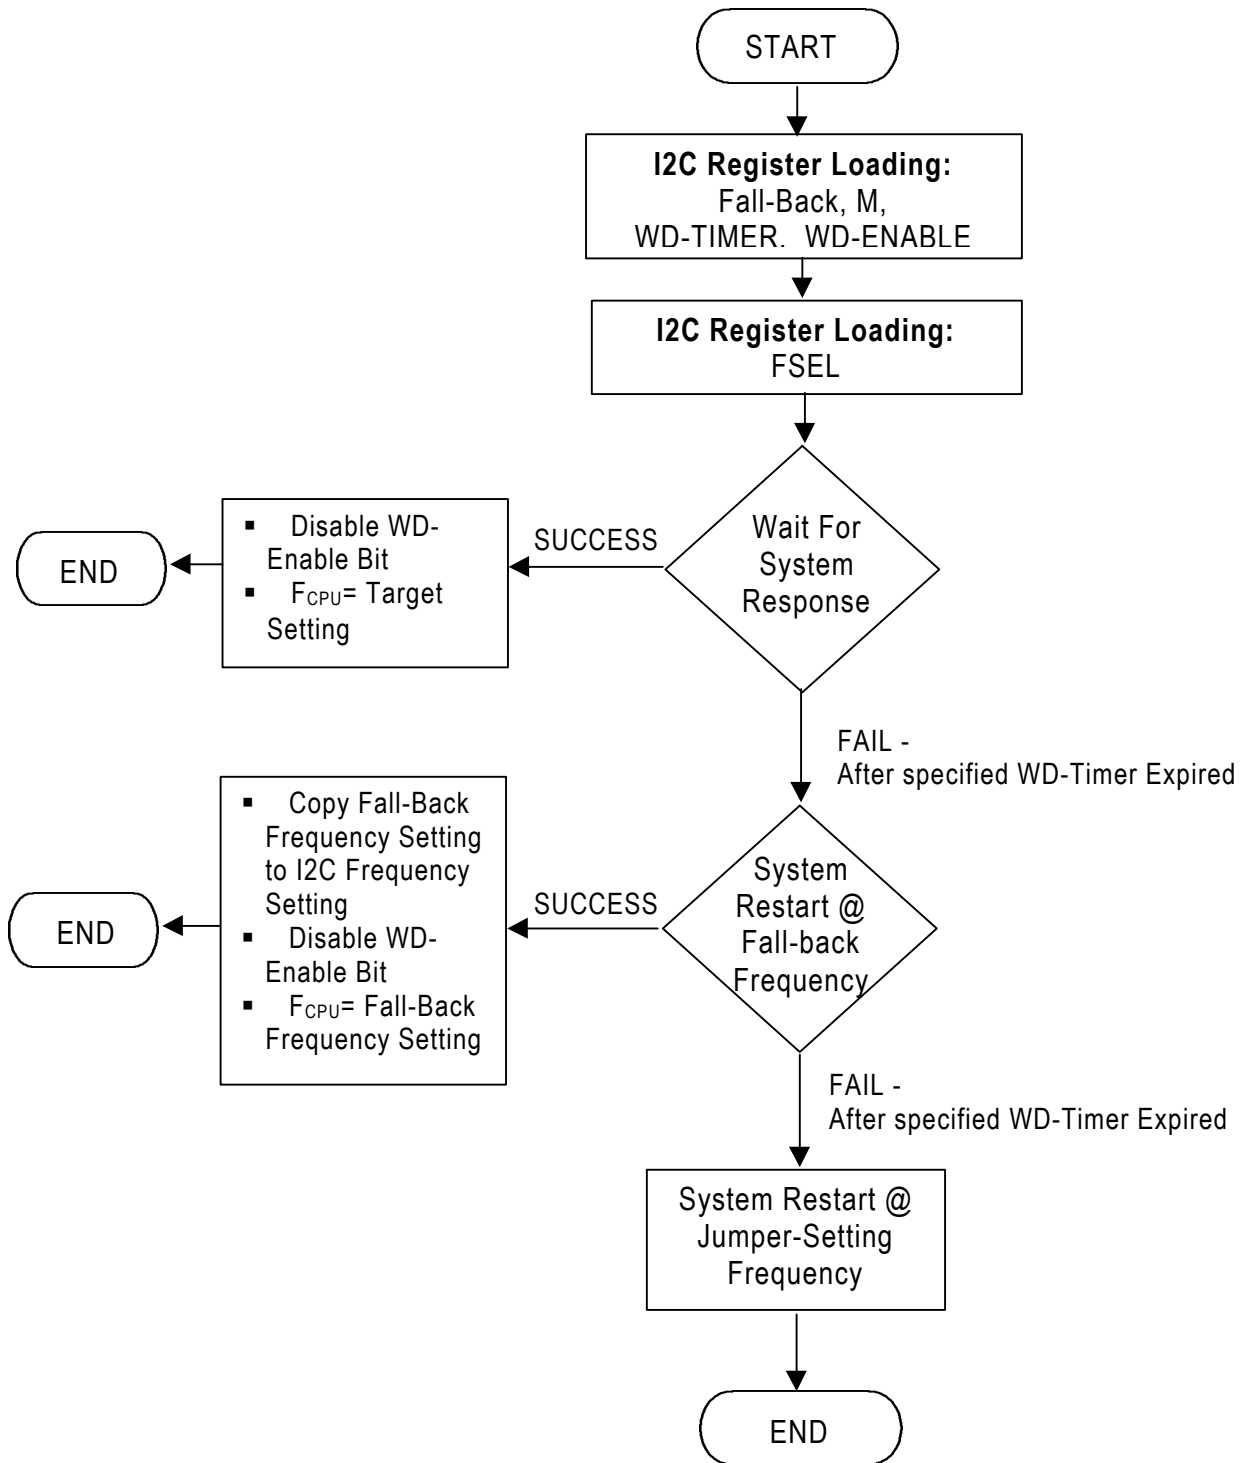 START
I2C Register Loading:
Fall-Back, M,
WD-TIMER. WD-ENABLE
I2C Register Loading:
FSEL
Wait For
System
Response
SUCCESS
▪ Disable WD-
Enable Bit
▪ FCPU= Target
Setting
END
FAIL -
After specified WD-Timer Expired
System
Restart @
Fall-back
Frequency
SUCCESS
▪ Copy Fall-Back
Frequency Setting
to I2C Frequency
Setting
▪ Disable WD-
Enable Bit
▪ FCPU= Fall-Back
Frequency Setting
END
FAIL -
After specified WD-Timer Expired
System Restart @
Jumper-Setting
Frequency
END